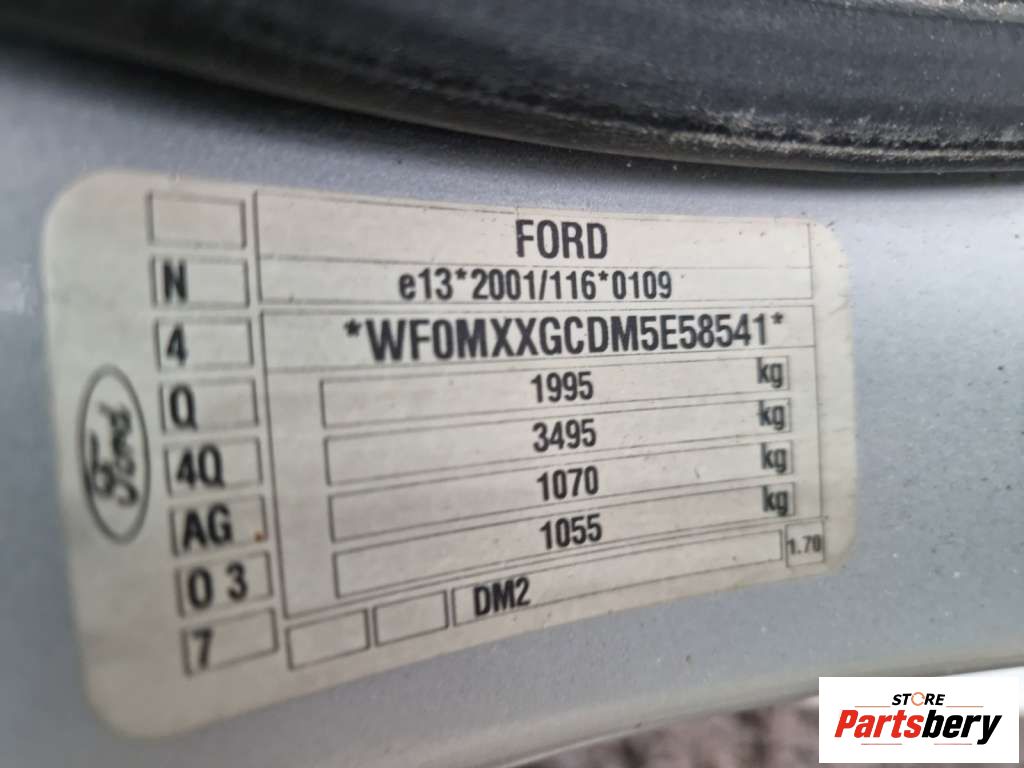 FORD
N
e13*2001/116*0109
4
*WF0MXXGCDM5E58541*
Q
1995 kg
4Q
3495 kg
AG
1070 kg
O 3
1055 kg
7
DM2
1.70
STORE
Partsbery